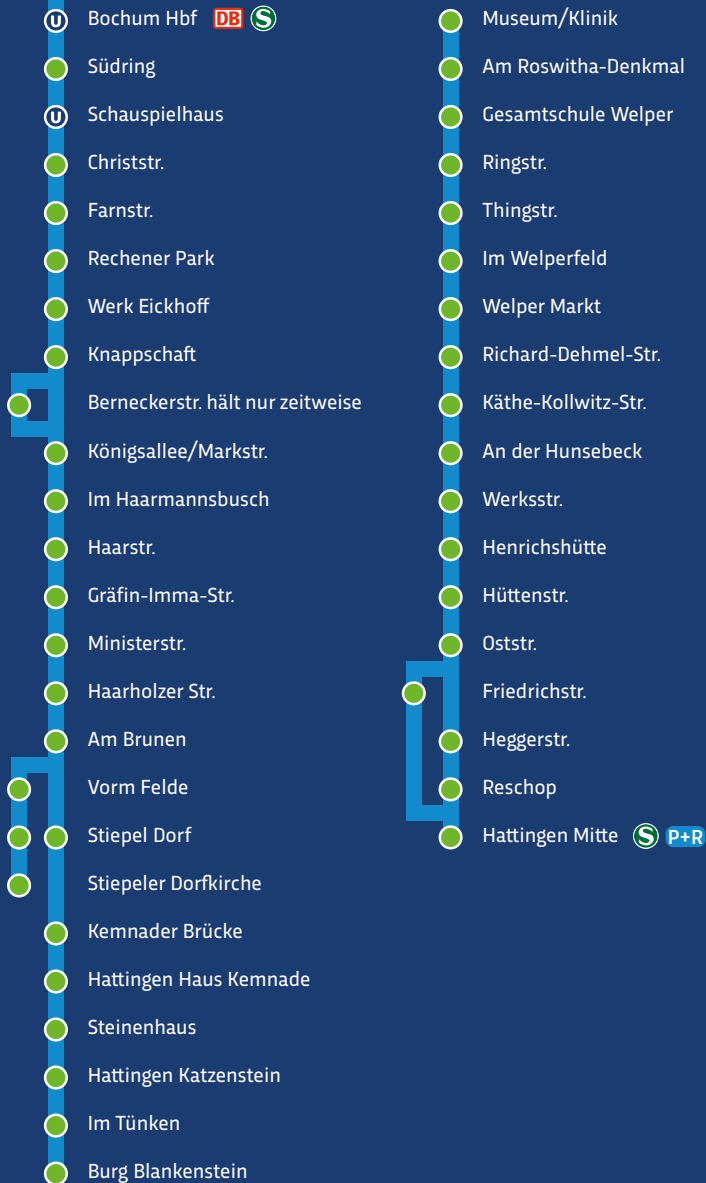 U Bochum Hbf DB S
Südring
U Schauspielhaus
Christstr.
Farnstr.
Rechener Park
Werk Eickhoff
Knappschaft
Berneckerstr. hält nur zeitweise
Königsallee/Markstr.
Im Haarmannsbusch
Haarstr.
Gräfin-Imma-Str.
Ministerstr.
Haarholzer Str.
Am Brunen
Vorm Felde
Stiepel Dorf
Stiepeler Dorfkirche
Kemnader Brücke
Hattingen Haus Kemnade
Steinenhaus
Hattingen Katzenstein
Im Tünken
Burg Blankenstein
Museum/Klinik
Am Roswitha-Denkmal
Gesamtschule Welper
Ringstr.
Thingstr.
Im Welperfeld
Welper Markt
Richard-Dehmel-Str.
Käthe-Kollwitz-Str.
An der Hunsebeck
Werksstr.
Henrichshütte
Hüttenstr.
Oststr.
Friedrichstr.
Heggerstr.
Reschop
Hattingen Mitte S P+R